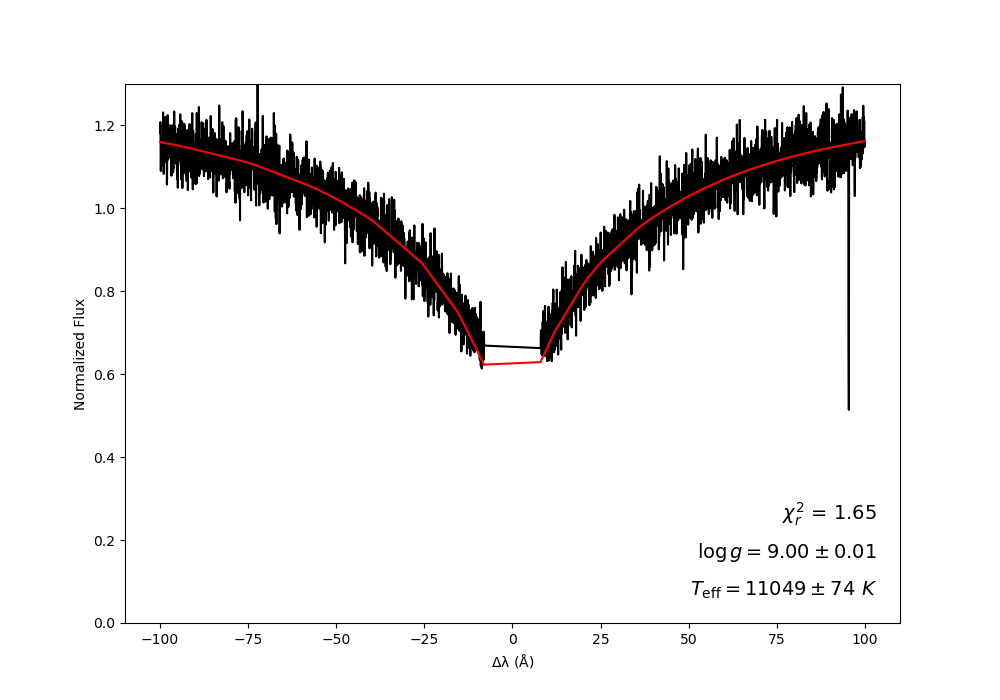 1.2
1.0
0.8
0.6
0.4
0.2
0.0
Normalized Flux
χ²ᵣ = 1.65
log g = 9.00 ± 0.01
T_eff = 11049 ± 74 K
−100 −75 −50 −25 0 25 50 75 100
Δλ (Å)